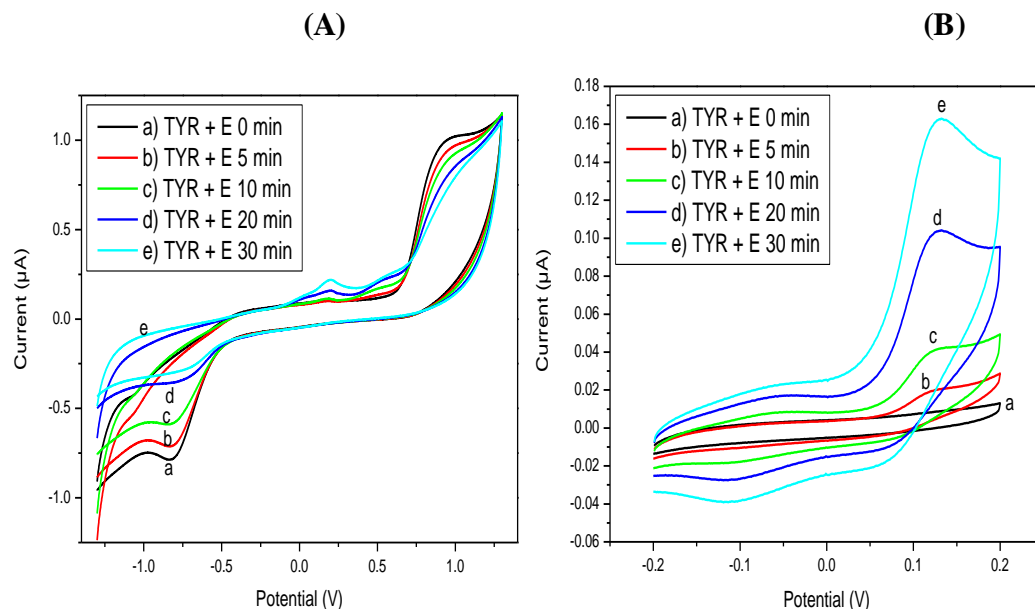 (A)
(B)
a) TYR + E 0 min
b) TYR + E 5 min
c) TYR + E 10 min
d) TYR + E 20 min
e) TYR + E 30 min
1.0
0.5
0.0
-0.5
-1.0
Current (µA)
e
d
c
b
a
-1.0
-0.5
0.0
0.5
1.0
Potential (V)
a) TYR + E 0 min
b) TYR + E 5 min
c) TYR + E 10 min
d) TYR + E 20 min
e) TYR + E 30 min
0.18
0.16
0.14
0.12
0.10
0.08
0.06
0.04
0.02
0.00
-0.02
-0.04
-0.06
Current (µA)
e
d
c
b
a
-0.2
-0.1
0.0
0.1
0.2
Potential (V)